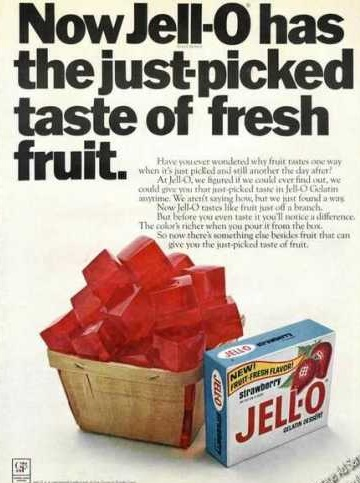 Now Jell-O® has
the just-picked
taste of fresh
fruit.
Have you ever wondered why fruit tastes one way
when it's just picked and still another the day after?
At Jell-O, we figured if we could ever find out, we
could give you that just-picked taste in Jell-O Gelatin
anytime. We aren't saying how, but we just found a way.
Now Jell-O tastes like fruit just off a branch.
But before you even taste it you'll notice a difference.
The color's richer when you pour it from the box.
So now there's something else besides fruit that can
give you the just-picked taste of fruit.
JELL-O
strawberry
NEW!
FRUIT-FRESH FLAVOR!
strawberry
JELL-O
GELATIN DESSERT
JELL-O
GF